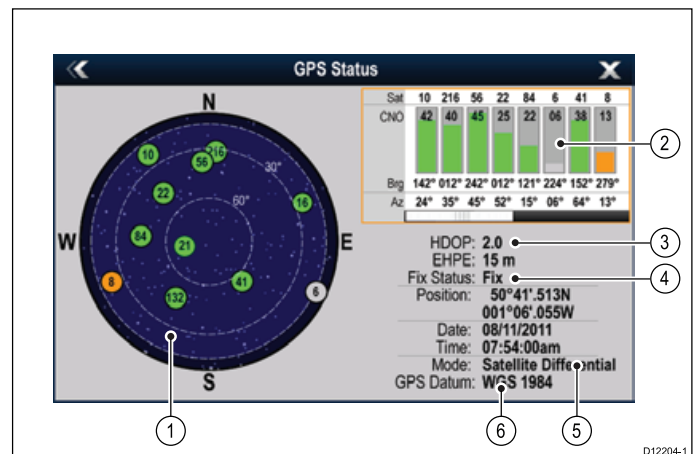 GPS Status
N
W
E
S
30°
60°
10
216
56
22
16
84
21
8
41
6
132
1
Sat 10 216 56 22 84 6 41 8
CNO 42 40 45 25 22 06 38 13
Brg 142° 012° 242° 012° 121° 224° 152° 279°
Az 24° 35° 45° 52° 15° 06° 64° 13°
2
HDOP: 2.0
3
EHPE: 15 m
Fix Status: Fix
4
Position: 50°41'.513N
001°06'.055W
Date: 08/11/2011
Time: 07:54:00am
Mode: Satellite Differential
5
GPS Datum: WGS 1984
6
D12204-1